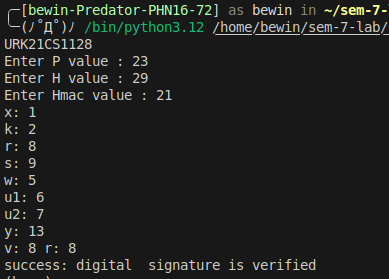 [bewin-Predator-PHN16-72] as bewin in ~/sem-7-
(ﾉﾟДﾟ)ﾉ /bin/python3.12 /home/bewin/sem-7-lab/
URK21CS1128
Enter P value : 23
Enter H value : 29
Enter Hmac value : 21
x: 1
k: 2
r: 8
s: 9
w: 5
u1: 6
u2: 7
y: 13
v: 8 r: 8
success: digital  signature is verified